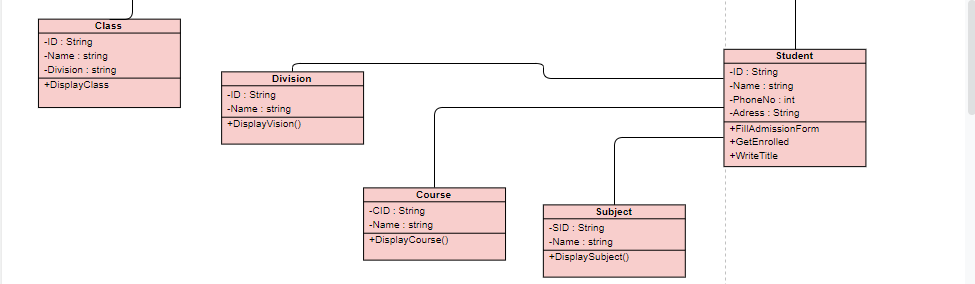 Class
-ID : String
-Name : string
-Division : string
+DisplayClass
Division
-ID : String
-Name : string
+DisplayVision()
Student
-ID : String
-Name : string
-PhoneNo : int
-Adress : String
+FillAdmissionForm
+GetEnrolled
+WriteTitle
Course
-CID : String
-Name : string
+DisplayCourse()
Subject
-SID : String
-Name : string
+DisplaySubject()